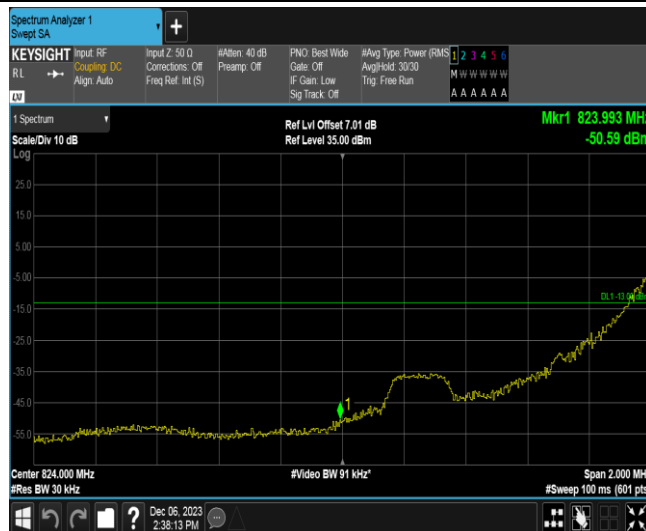 Spectrum Analyzer 1
Swept SA
+
KEYSIGHT Input: RF Input Z: 50 Ω #Atten: 40 dB PNO: Best Wide #Avg Type: Power (RMS 1 2 3 4 5 6
RL Coupling: DC Corrections: Off Preamp: Off Gate: Off Avg|Hold: 30/30 M W W W W W
Align: Auto Freq Ref: Int (S) IF Gain: Low Trig: Free Run
Sig Track: Off A A A A A A
1 Spectrum Ref Lvl Offset 7.01 dB Mkr1 823.993 MHz
Scale/Div 10 dB Ref Level 35.00 dBm -50.59 dBm
Log
25.0
15.0
5.00
-5.00
DL1 -13.00 dBm
-15.0
-25.0
-35.0
-45.0
1
-55.0
Center 824.000 MHz #Video BW 91 kHz* Span 2.000 MHz
#Res BW 30 kHz #Sweep 100 ms (601 pts
? Dec 06, 2023
2:38:13 PM